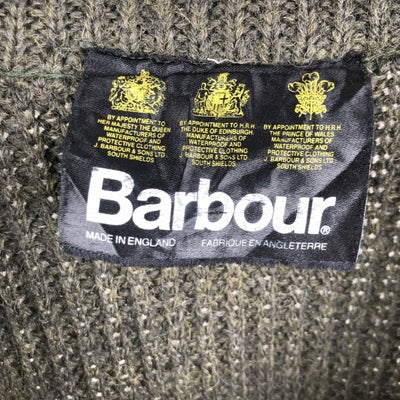 BY APPOINTMENT TO
HER MAJESTY THE QUEEN
MANUFACTURERS OF
WATERPROOF AND
PROTECTIVE CLOTHING
J. BARBOUR & SONS LTD
SOUTH SHIELDS
BY APPOINTMENT TO H.R.H.
THE DUKE OF EDINBURGH
MANUFACTURERS OF
WATERPROOF AND
PROTECTIVE CLOTHING
J. BARBOUR & SONS LTD
SOUTH SHIELDS
BY APPOINTMENT TO H.R.H.
THE PRINCE OF WALES
MANUFACTURERS OF
WATERPROOF AND
PROTECTIVE CLOTHING
J. BARBOUR & SONS LTD
SOUTH SHIELDS
Barbour®
MADE IN ENGLAND FABRIQUE EN ANGLETERRE